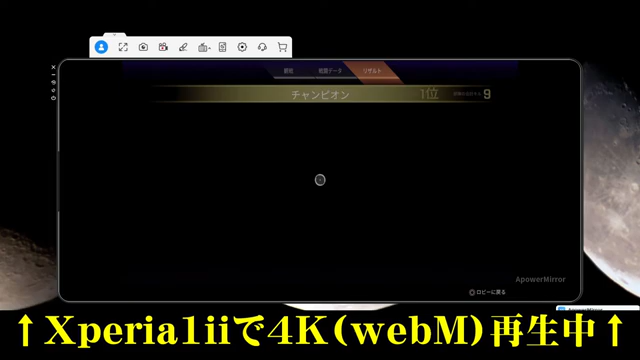 戦績 戦闘データ リザルト
チャンピオン 1位 9
ApowerMirror
ロビーに戻る
↑Xperia1iiで4K(webM)再生中↑